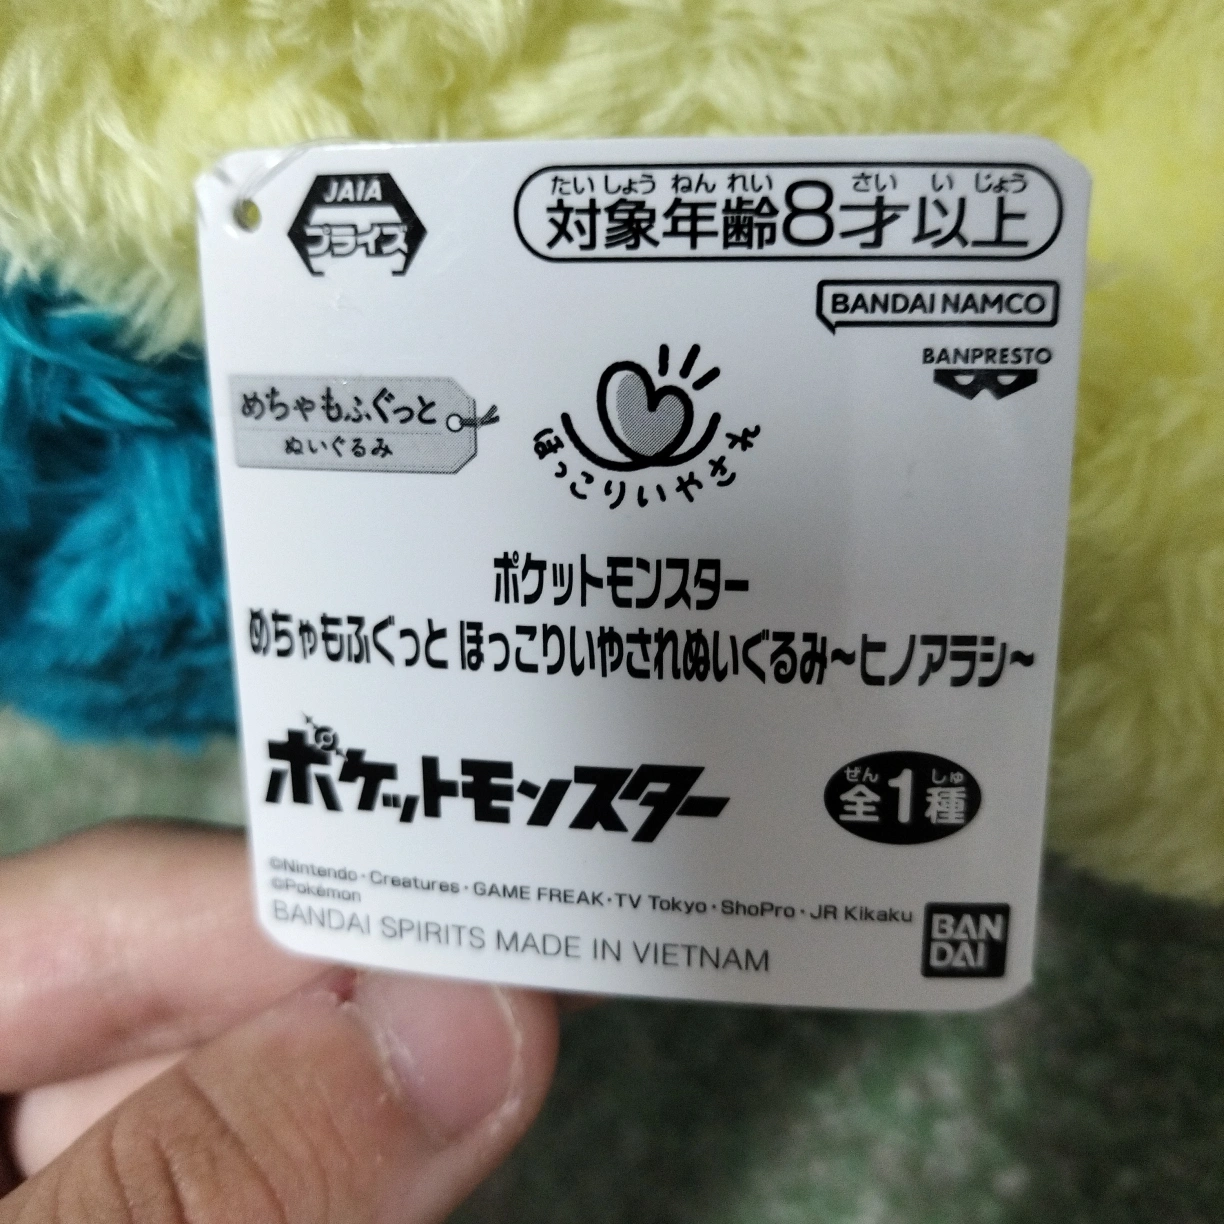 JAIA
プライズ
たいしょうねんれい さい いじょう
対象年齢8才以上
BANDAI NAMCO
BANPRESTO
めちゃもふぐっと
ぬいぐるみ
ほっこりいやされ
ポケットモンスター
めちゃもふぐっと ほっこりいやされぬいぐるみ〜ヒノアラシ〜
ポケットモンスター
ぜん しゅ
全1種
©Nintendo・Creatures・GAME FREAK・TV Tokyo・ShoPro・JR Kikaku
©Pokémon
BANDAI SPIRITS MADE IN VIETNAM
BAN
DAI